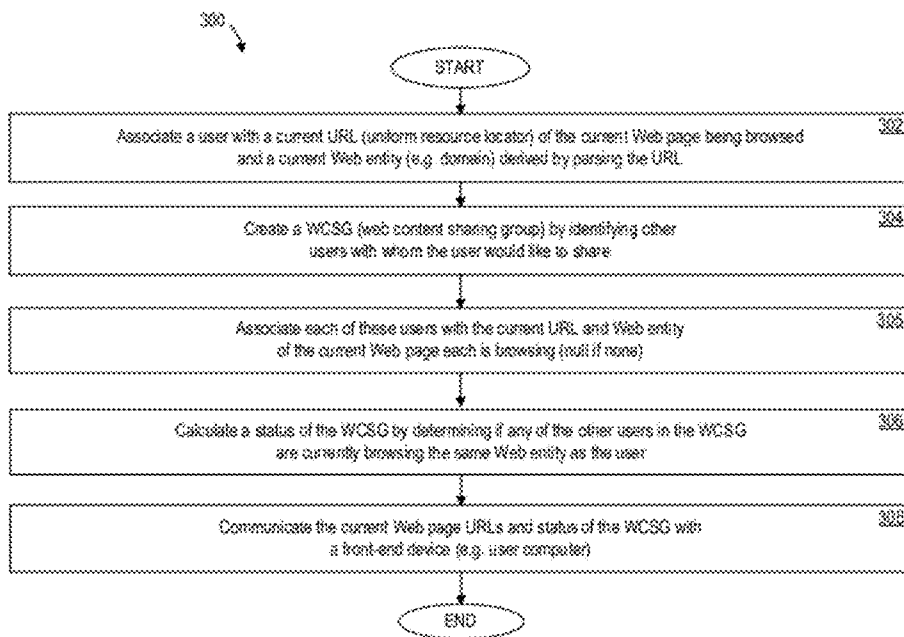 300
START
302
Associate a user with a current URL (uniform resource locator) of the current Web page being browsed
and a current Web entity (e.g. domain) derived by parsing the URL
304
Create a WCSG (web content sharing group) by identifying other
users with whom the user would like to share
305
Associate each of these users with the current URL and Web entity
of the current Web page each is browsing (null if none)
306
Calculate a status of the WCSG by determining if any of the other users in the WCSG
are currently browsing the same Web entity as the user
308
Communicate the current Web page URLs and status of the WCSG with
a front-end device (e.g. user computer)
END